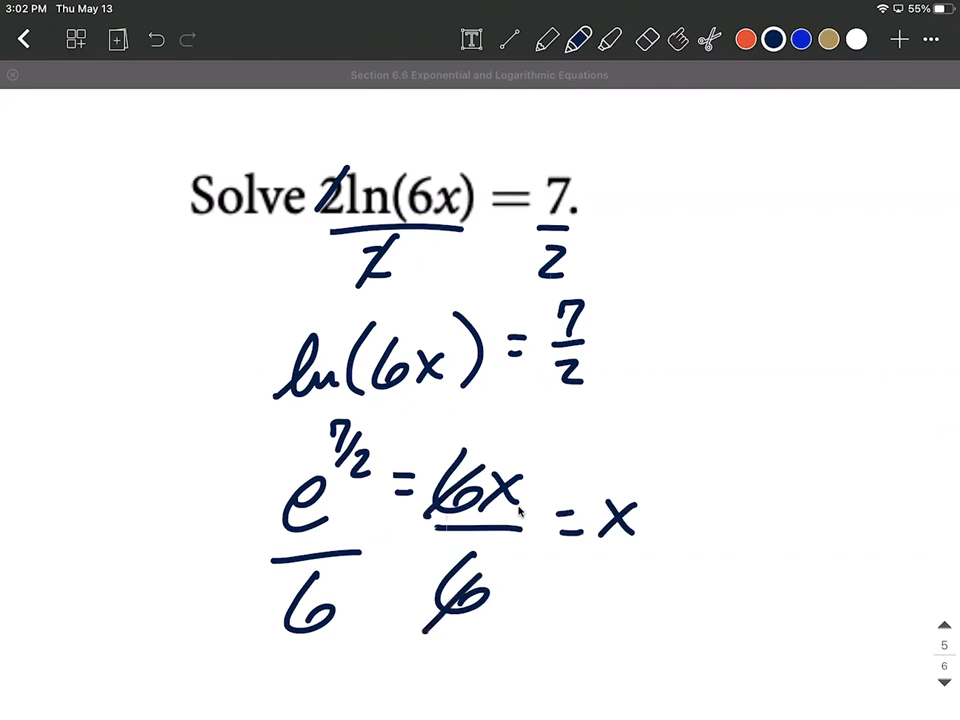 3:02 PM Thu May 13 55%
T
Section 6.6 Exponential and Logarithmic Equations
Solve 2ln(6x) = 7.
2 2
ln(6x) = 7/2
e^7/2 = 6x = x
6 6
5
6